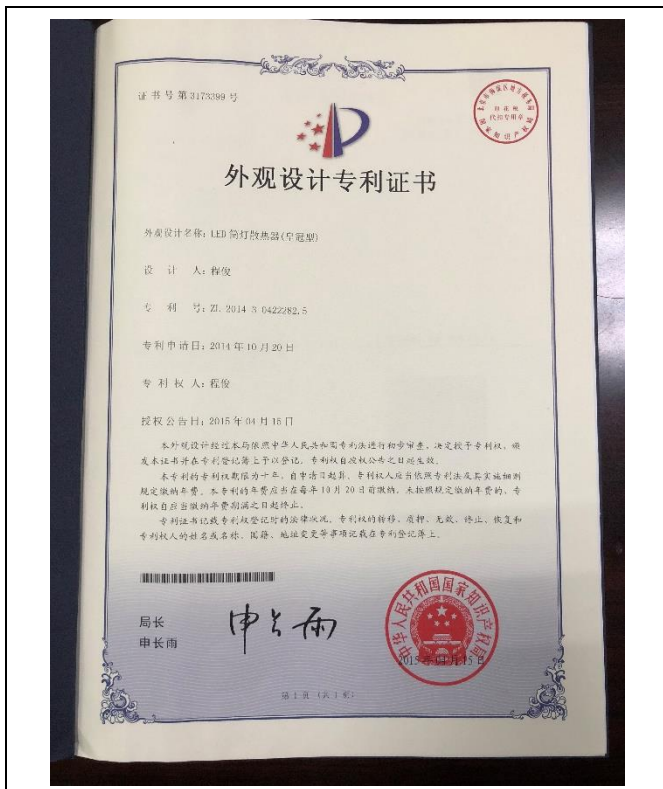 证书号第3173399号
外观设计专利证书
外观设计名称：LED筒灯散热器(皇冠型)
设 计 人：程俊
专 利 号：ZL 2014 3 0422282.5
专利申请日：2014年10月20日
专 利 权 人：程俊
授权公告日：2015年04月15日
本外观设计经过本局依照中华人民共和国专利法进行初步审查，决定授予专利权，颁
发本证书并在专利登记簿上予以登记。专利权自授权公告之日起生效。
本专利的专利权期限为十年，自申请日起算。专利权人应当依照专利法及其实施细则
规定缴纳年费。本专利的年费应当在每年10月20日前缴纳。未按照规定缴纳年费的，专
利权自应当缴纳年费期满之日起终止。
专利证书记载专利权登记时的法律状况。专利权的转移、质押、无效、终止、恢复和
专利权人的姓名或名称、国籍、地址变更等事项记载在专利登记簿上。
局长
申长雨
申长雨
中华人民共和国国家知识产权局
2015年04月15日
第1页（共1页）